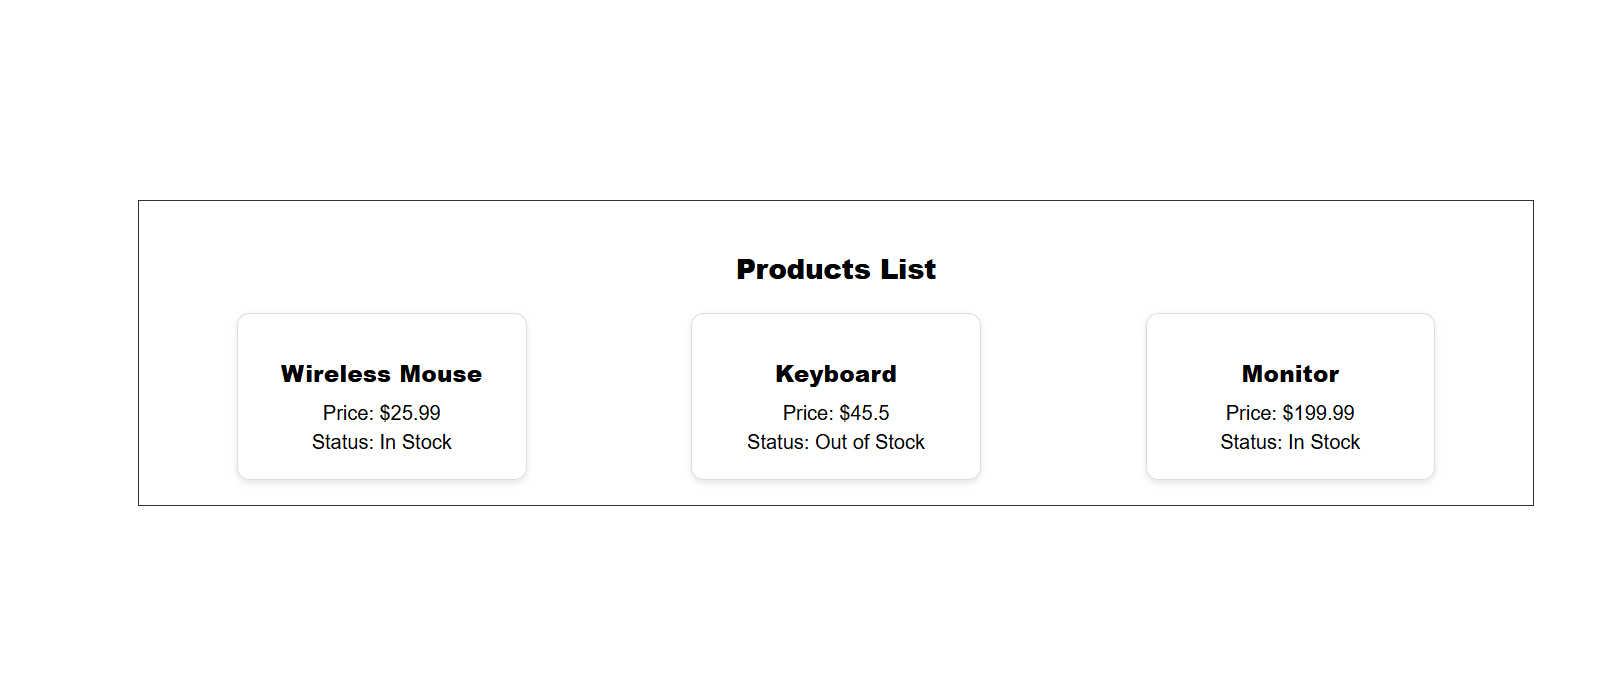 Products List
Wireless Mouse
Price: $25.99
Status: In Stock
Keyboard
Price: $45.5
Status: Out of Stock
Monitor
Price: $199.99
Status: In Stock